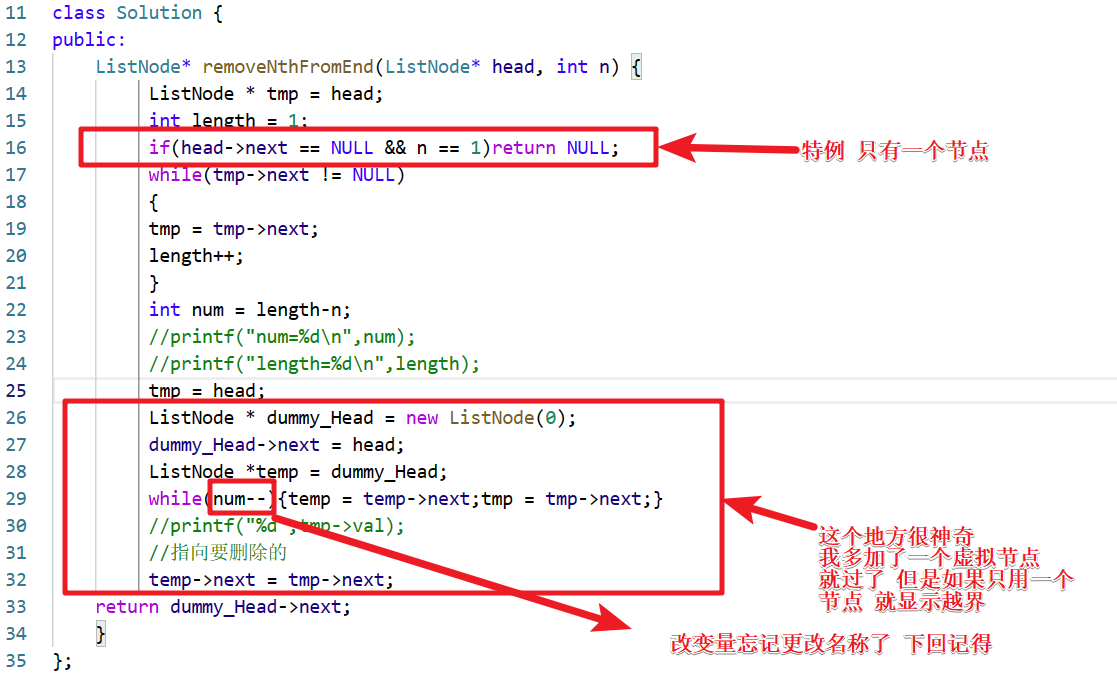 11 class Solution {
12 public:
13 ListNode* removeNthFromEnd(ListNode* head, int n) {
14 ListNode * tmp = head;
15 int length = 1;
16 if(head->next == NULL && n == 1)return NULL;
特例 只有一个节点
17 while(tmp->next != NULL)
18 {
19 tmp = tmp->next;
20 length++;
21 }
22 int num = length-n;
23 //printf("num=%d\n",num);
24 //printf("length=%d\n",length);
25 tmp = head;
26 ListNode * dummy_Head = new ListNode(0);
27 dummy_Head->next = head;
28 ListNode *temp = dummy_Head;
29 while(num--){temp = temp->next;tmp = tmp->next;}
30 //printf("%d",tmp->val);
31 //指向要删除的
32 temp->next = tmp->next;
这个地方很神奇
我多加了一个虚拟节点
就过了 但是如果只用一个
节点 就显示越界
33 return dummy_Head->next;
34 }
改变量忘记更改名称了 下回记得
35 };